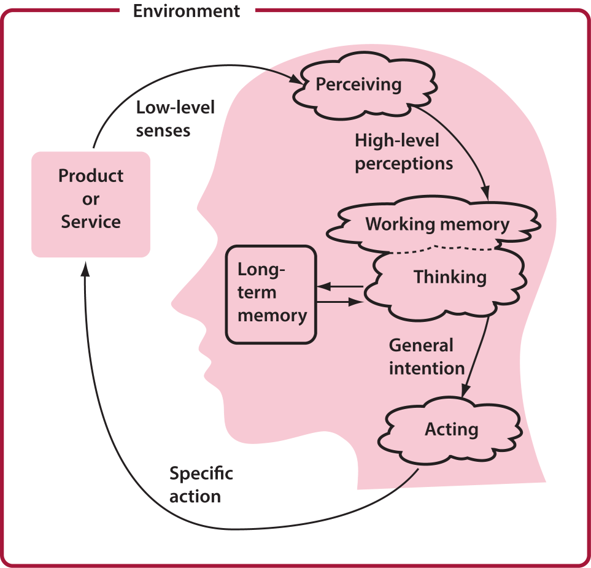 Environment
Perceiving
Low-level
senses
High-level
perceptions
Product
or
Service
Working memory
Long-
term
memory
Thinking
General
intention
Acting
Specific
action